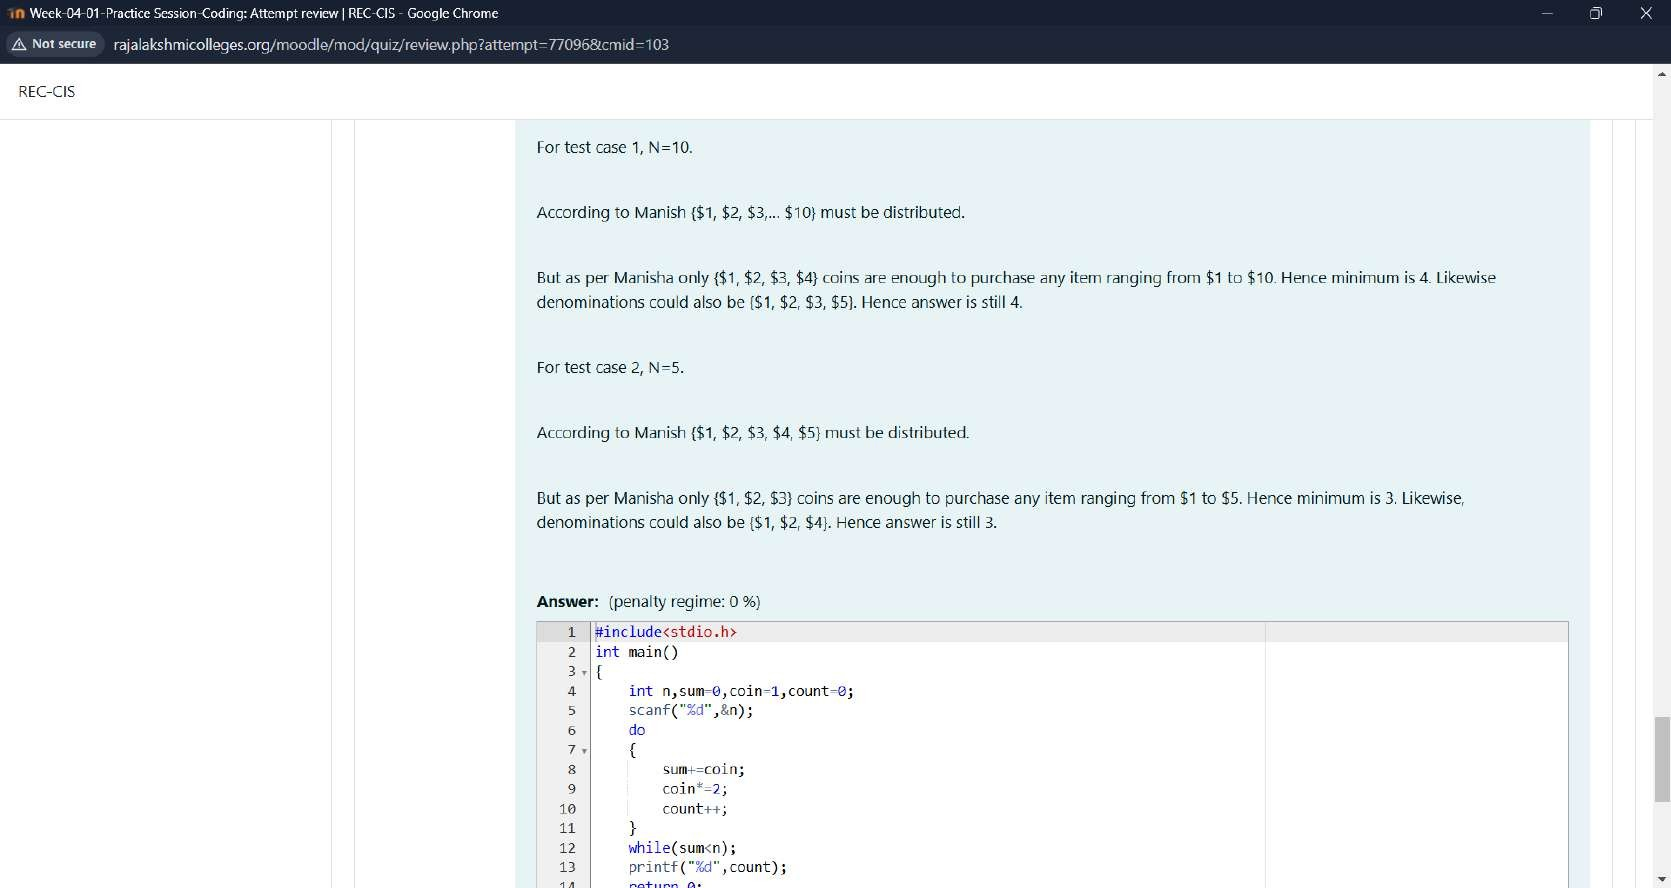 Week-04-01-Practice Session-Coding: Attempt review | REC-CIS - Google Chrome
Not secure rajalakshmicolleges.org/moodle/mod/quiz/review.php?attempt=77096&cmid=103
REC-CIS
For test case 1, N=10.
According to Manish {$1, $2, $3,... $10} must be distributed.
But as per Manisha only {$1, $2, $3, $4} coins are enough to purchase any item ranging from $1 to $10. Hence minimum is 4. Likewise
denominations could also be {$1, $2, $3, $5}. Hence answer is still 4.
For test case 2, N=5.
According to Manish {$1, $2, $3, $4, $5} must be distributed.
But as per Manisha only {$1, $2, $3} coins are enough to purchase any item ranging from $1 to $5. Hence minimum is 3. Likewise,
denominations could also be {$1, $2, $4}. Hence answer is still 3.
Answer: (penalty regime: 0 %)
1 #include<stdio.h>
2 int main()
3 {
4 int n,sum=0,coin=1,count=0;
5 scanf("%d",&n);
6 do
7 {
8 sum+=coin;
9 coin*=2;
10 count++;
11 }
12 while(sum<n);
13 printf("%d",count);
14 return 0;